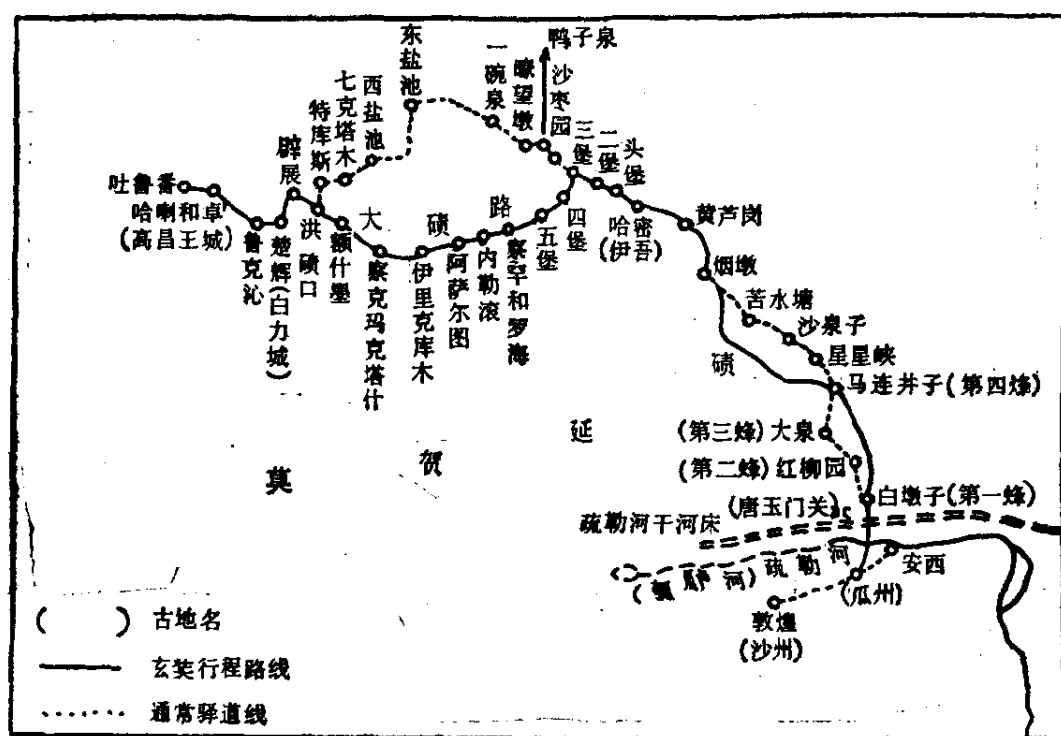 鸭子泉
沙枣园
瞭望墩
一碗泉
东盐池
西盐池
七克塔木
特库斯
辟展
吐鲁番
哈喇和卓
(高昌王城)
鲁克沁
楚辉(白力城)
洪
碛口
额什墨
察克玛克塔什
伊里克库木
阿萨尔图
内勒滚
察罕和罗海
五堡
四堡
三堡
二堡
头堡
哈密
(伊吾)
大碛路
黄芦岗
烟墩
苦水塘
沙泉子
星星峡
马连井子(第四烽)
(第三烽)大泉
(第二烽)红柳园
白墩子(第一烽)
(唐玉门关)
莫贺延碛
疏勒河干河床
疏勒河
安西
(瓜州)
敦煌
(沙州)
( ) 古地名
玄奘行程路线
通常驿道线